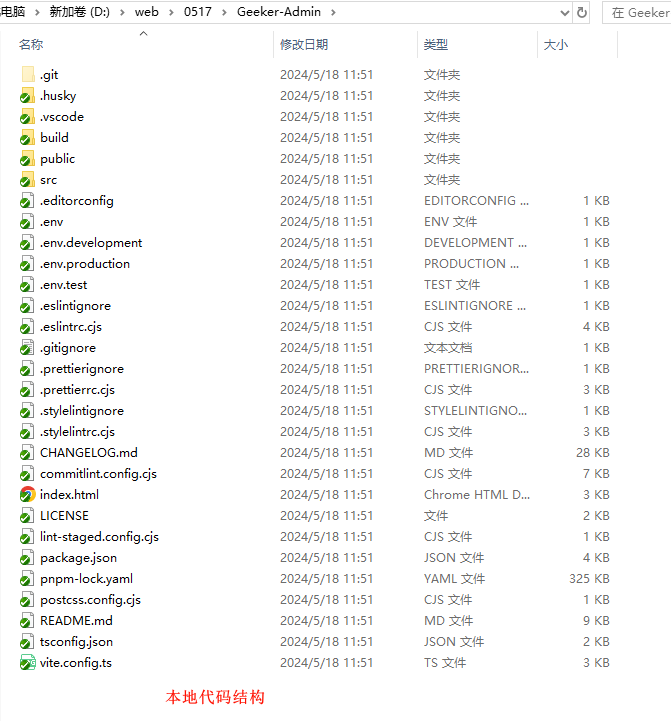 电脑 › 新加卷 (D:) › web › 0517 › Geeker-Admin ›
在 Geeker
名称 修改日期 类型 大小
.git 2024/5/18 11:51 文件夹
.husky 2024/5/18 11:51 文件夹
.vscode 2024/5/18 11:51 文件夹
build 2024/5/18 11:51 文件夹
public 2024/5/18 11:51 文件夹
src 2024/5/18 11:51 文件夹
.editorconfig 2024/5/18 11:51 EDITORCONFIG ... 1 KB
.env 2024/5/18 11:51 ENV 文件 1 KB
.env.development 2024/5/18 11:51 DEVELOPMENT ... 1 KB
.env.production 2024/5/18 11:51 PRODUCTION ... 1 KB
.env.test 2024/5/18 11:51 TEST 文件 1 KB
.eslintignore 2024/5/18 11:51 ESLINTIGNORE ... 1 KB
.eslintrc.cjs 2024/5/18 11:51 CJS 文件 4 KB
.gitignore 2024/5/18 11:51 文本文档 1 KB
.prettierignore 2024/5/18 11:51 PRETTIERIGNOR... 1 KB
.prettierrc.cjs 2024/5/18 11:51 CJS 文件 3 KB
.stylelintignore 2024/5/18 11:51 STYLELINTIGNO... 1 KB
.stylelintrc.cjs 2024/5/18 11:51 CJS 文件 3 KB
CHANGELOG.md 2024/5/18 11:51 MD 文件 28 KB
commitlint.config.cjs 2024/5/18 11:51 CJS 文件 7 KB
index.html 2024/5/18 11:51 Chrome HTML D... 3 KB
LICENSE 2024/5/18 11:51 文件 2 KB
lint-staged.config.cjs 2024/5/18 11:51 CJS 文件 1 KB
package.json 2024/5/18 11:51 JSON 文件 4 KB
pnpm-lock.yaml 2024/5/18 11:51 YAML 文件 325 KB
postcss.config.cjs 2024/5/18 11:51 CJS 文件 1 KB
README.md 2024/5/18 11:51 MD 文件 9 KB
tsconfig.json 2024/5/18 11:51 JSON 文件 2 KB
vite.config.ts 2024/5/18 11:51 TS 文件 3 KB
本地代码结构